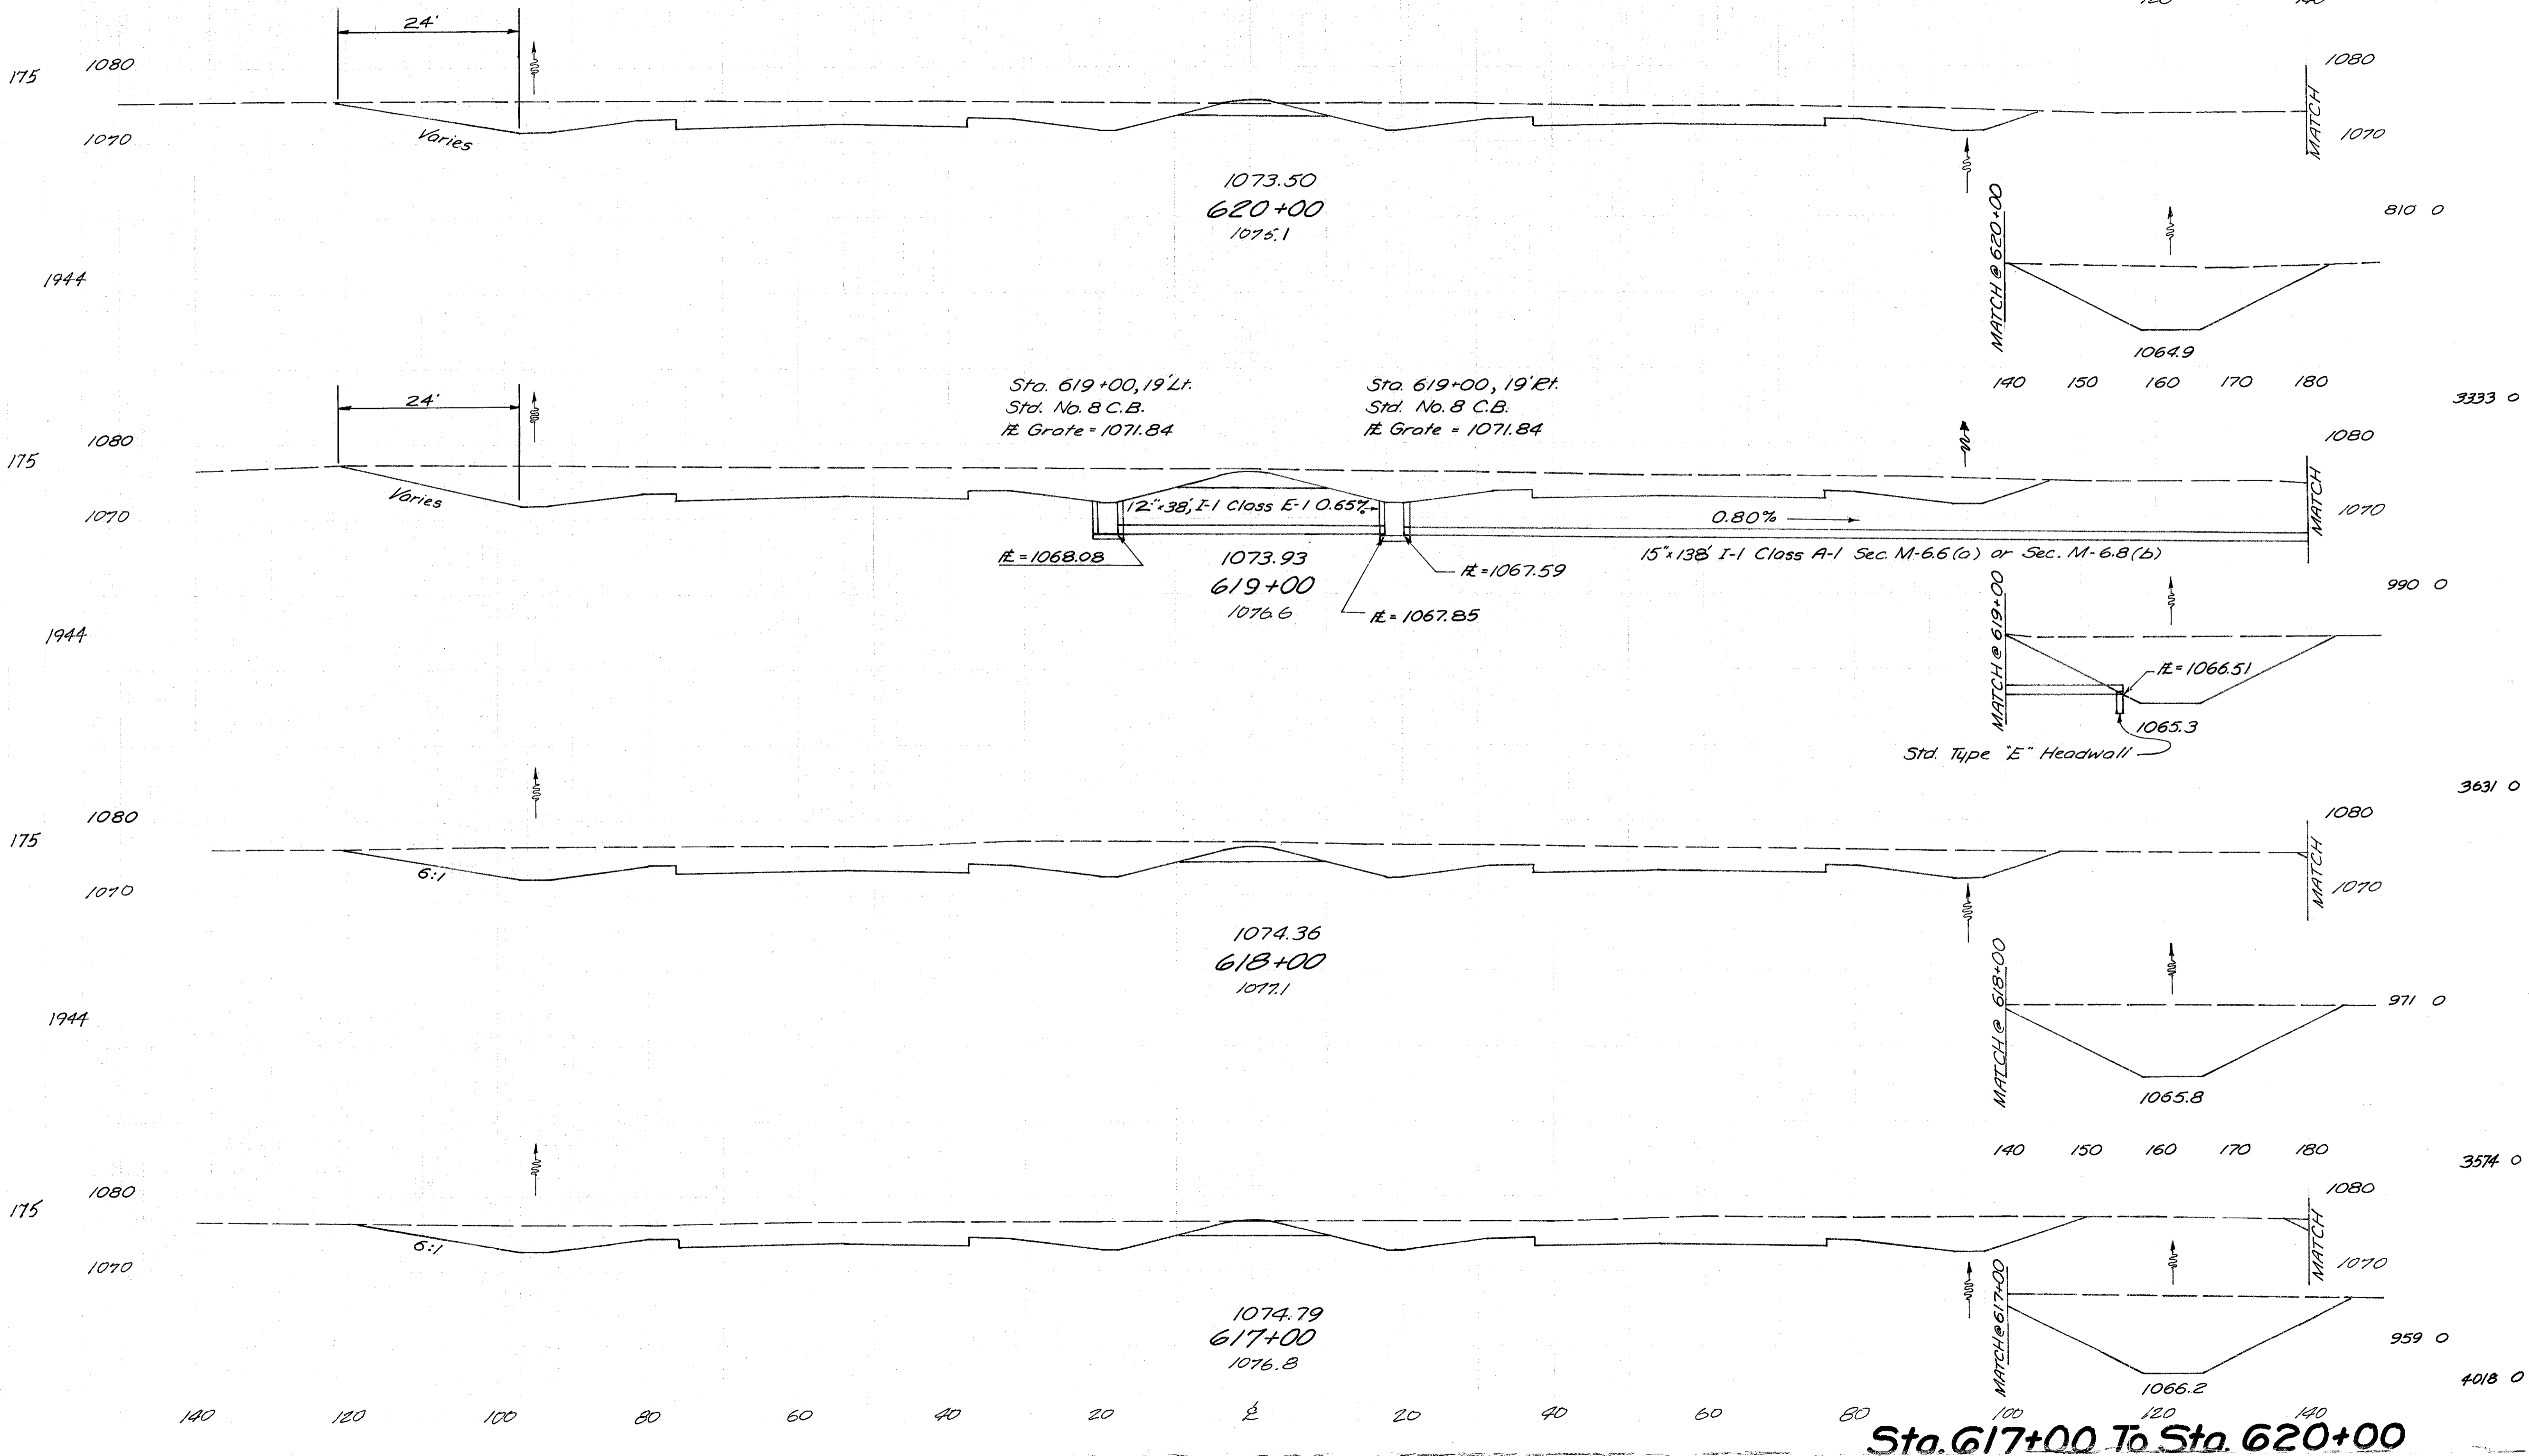 120 140
24'
175 1080 1080
1070 Varies MATCH 1070
1073.50
620+00
1075.1
810 0
1944
MATCH @ 620+00
1064.9
140 150 160 170 180
3333 0
24'
Sta. 619+00, 19' Lt.
Std. No. 8 C.B.
Grate = 1071.84
Sta. 619+00, 19' Rt.
Std. No. 8 C.B.
Grate = 1071.84
175 1080 1080
1070 Varies MATCH 1070
12"x38', I-1 Class E-1 0.65%
0.80%
15"x138' I-1 Class A-1 Sec. M-6.6(a) or Sec. M-6.8(b)
=1068.08
=1067.59
=1067.85
1073.93
619+00
1076.6
990 0
1944
MATCH @ 619+00
=1066.51
1065.3
Std. Type "E" Headwall
3631 0
175 1080 1080
1070 6:1 MATCH 1070
1074.36
618+00
1077.1
971 0
1944
MATCH @ 618+00
1065.8
140 150 160 170 180
3574 0
175 1080 1080
1070 6:1 MATCH 1070
1074.79
617+00
1076.8
MATCH @ 617+00
959 0
1066.2
4018 0
140 120 100 80 60 40 20 ℄ 20 40 60 80 100 120 140
Sta. 617+00 To Sta. 620+00